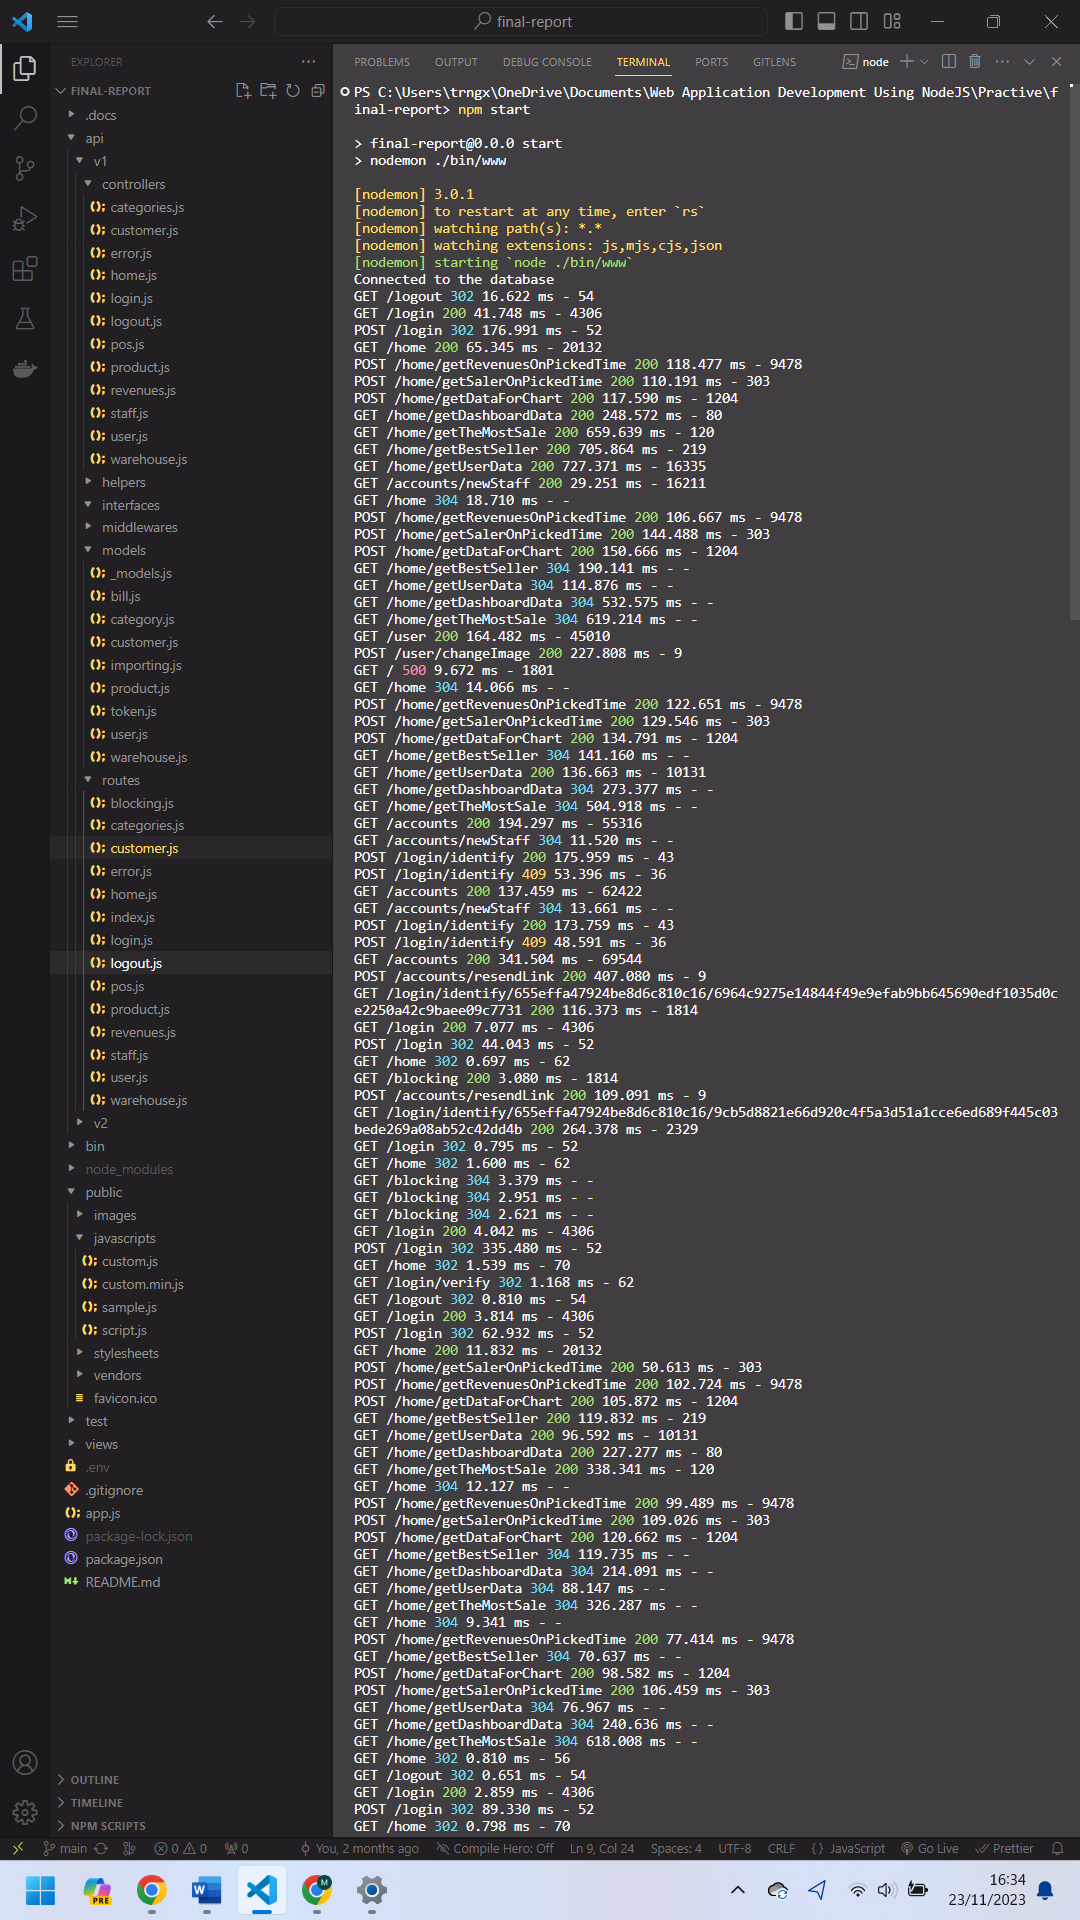 final-report
EXPLORER
FINAL-REPORT
.docs
api
v1
controllers
categories.js
customer.js
error.js
home.js
login.js
logout.js
pos.js
product.js
revenues.js
staff.js
user.js
warehouse.js
helpers
interfaces
middlewares
models
_models.js
bill.js
category.js
customer.js
importing.js
product.js
token.js
user.js
warehouse.js
routes
blocking.js
categories.js
customer.js
error.js
home.js
index.js
login.js
logout.js
pos.js
product.js
revenues.js
staff.js
user.js
warehouse.js
v2
bin
node_modules
public
images
javascripts
custom.js
custom.min.js
sample.js
script.js
stylesheets
vendors
favicon.ico
test
views
.env
.gitignore
app.js
package-lock.json
package.json
README.md
OUTLINE
TIMELINE
NPM SCRIPTS
PROBLEMS OUTPUT DEBUG CONSOLE TERMINAL PORTS GITLENS node
PS C:\Users\trngx\OneDrive\Documents\Web Application Development Using NodeJS\Practive\f
inal-report> npm start
> final-report@0.0.0 start
> nodemon ./bin/www
[nodemon] 3.0.1
[nodemon] to restart at any time, enter `rs`
[nodemon] watching path(s): *.*
[nodemon] watching extensions: js,mjs,cjs,json
[nodemon] starting `node ./bin/www`
Connected to the database
GET /logout 302 16.622 ms - 54
GET /login 200 41.748 ms - 4306
POST /login 302 176.991 ms - 52
GET /home 200 65.345 ms - 20132
POST /home/getRevenuesOnPickedTime 200 118.477 ms - 9478
POST /home/getSalerOnPickedTime 200 110.191 ms - 303
POST /home/getDataForChart 200 117.590 ms - 1204
GET /home/getDashboardData 200 248.572 ms - 80
GET /home/getTheMostSale 200 659.639 ms - 120
GET /home/getBestSeller 200 705.864 ms - 219
GET /home/getUserData 200 727.371 ms - 16335
GET /accounts/newStaff 200 29.251 ms - 16211
GET /home 304 18.710 ms - -
POST /home/getRevenuesOnPickedTime 200 106.667 ms - 9478
POST /home/getSalerOnPickedTime 200 144.488 ms - 303
POST /home/getDataForChart 200 150.666 ms - 1204
GET /home/getBestSeller 304 190.141 ms - -
GET /home/getUserData 304 114.876 ms - -
GET /home/getDashboardData 304 532.575 ms - -
GET /home/getTheMostSale 304 619.214 ms - -
GET /user 200 164.482 ms - 45010
POST /user/changeImage 200 227.808 ms - 9
GET / 500 9.672 ms - 1801
GET /home 304 14.066 ms - -
POST /home/getRevenuesOnPickedTime 200 122.651 ms - 9478
POST /home/getSalerOnPickedTime 200 129.546 ms - 303
POST /home/getDataForChart 200 134.791 ms - 1204
GET /home/getBestSeller 304 141.160 ms - -
GET /home/getUserData 200 136.663 ms - 10131
GET /home/getDashboardData 304 273.377 ms - -
GET /home/getTheMostSale 304 504.918 ms - -
GET /accounts 200 194.297 ms - 55316
GET /accounts/newStaff 304 11.520 ms - -
POST /login/identify 200 175.959 ms - 43
POST /login/identify 409 53.396 ms - 36
GET /accounts 200 137.459 ms - 62422
GET /accounts/newStaff 304 13.661 ms - -
POST /login/identify 200 173.759 ms - 43
POST /login/identify 409 48.591 ms - 36
GET /accounts 200 341.504 ms - 69544
POST /accounts/resendLink 200 407.080 ms - 9
GET /login/identify/655effa47924be8d6c810c16/6964c9275e14844f49e9efab9bb645690edf1035d0c
e2250a42c9baee09c7731 200 116.373 ms - 1814
GET /login 200 7.077 ms - 4306
POST /login 302 44.043 ms - 52
GET /home 302 0.697 ms - 62
GET /blocking 200 3.080 ms - 1814
POST /accounts/resendLink 200 109.091 ms - 9
GET /login/identify/655effa47924be8d6c810c16/9cb5d8821e66d920c4f5a3d51a1cce6ed689f445c03
bede269a08ab52c42dd4b 200 264.378 ms - 2329
GET /login 302 0.795 ms - 52
GET /home 302 1.600 ms - 62
GET /blocking 304 3.379 ms - -
GET /blocking 304 2.951 ms - -
GET /blocking 304 2.621 ms - -
GET /login 200 4.042 ms - 4306
POST /login 302 335.480 ms - 52
GET /home 302 1.539 ms - 70
GET /login/verify 302 1.168 ms - 62
GET /logout 302 0.810 ms - 54
GET /login 200 3.814 ms - 4306
POST /login 302 62.932 ms - 52
GET /home 200 11.832 ms - 20132
POST /home/getSalerOnPickedTime 200 50.613 ms - 303
POST /home/getRevenuesOnPickedTime 200 102.724 ms - 9478
POST /home/getDataForChart 200 105.872 ms - 1204
GET /home/getBestSeller 200 119.832 ms - 219
GET /home/getUserData 200 96.592 ms - 10131
GET /home/getDashboardData 200 227.277 ms - 80
GET /home/getTheMostSale 200 338.341 ms - 120
GET /home 304 12.127 ms - -
POST /home/getRevenuesOnPickedTime 200 99.489 ms - 9478
POST /home/getSalerOnPickedTime 200 109.026 ms - 303
POST /home/getDataForChart 200 120.662 ms - 1204
GET /home/getBestSeller 304 119.735 ms - -
GET /home/getDashboardData 304 214.091 ms - -
GET /home/getUserData 304 88.147 ms - -
GET /home/getTheMostSale 304 326.287 ms - -
GET /home 304 9.341 ms - -
POST /home/getRevenuesOnPickedTime 200 77.414 ms - 9478
GET /home/getBestSeller 304 70.637 ms - -
POST /home/getDataForChart 200 98.582 ms - 1204
POST /home/getSalerOnPickedTime 200 106.459 ms - 303
GET /home/getUserData 304 76.967 ms - -
GET /home/getDashboardData 304 240.636 ms - -
GET /home/getTheMostSale 304 618.008 ms - -
GET /home 302 0.810 ms - 56
GET /logout 302 0.651 ms - 54
GET /login 200 2.859 ms - 4306
POST /login 302 89.330 ms - 52
GET /home 302 0.798 ms - 70
main 0 0 0 You, 2 months ago Compile Hero: Off Ln 9, Col 24 Spaces: 4 UTF-8 CRLF {} JavaScript Go Live Prettier
PRE
M
16:34
23/11/2023